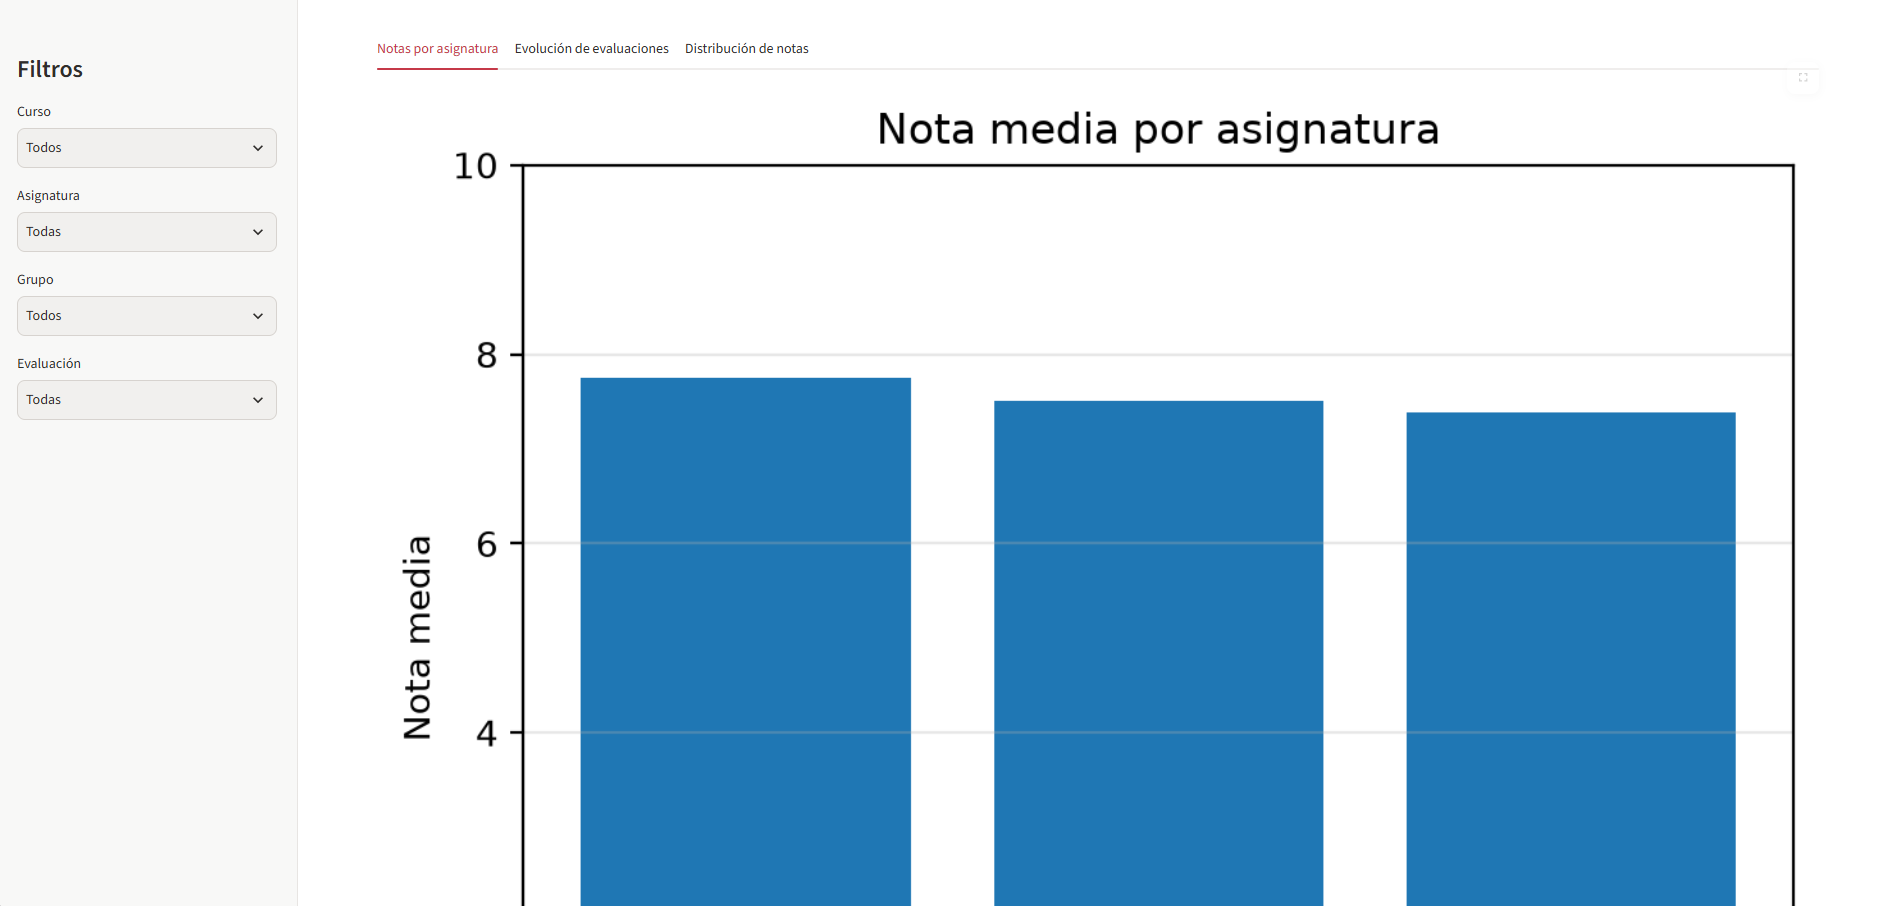 Filtros
Curso
Todos
Asignatura
Todas
Grupo
Todos
Evaluación
Todas
Notas por asignatura Evolución de evaluaciones Distribución de notas
Nota media por asignatura
10
8
6
4
Nota media